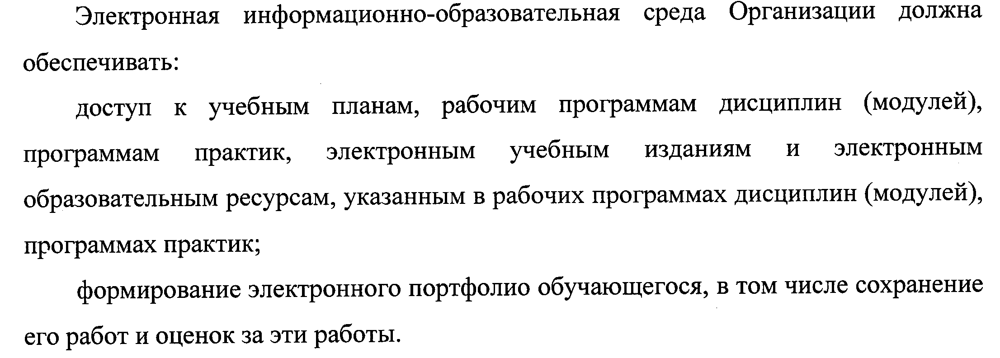 Электронная информационно-образовательная среда Организации должна
обеспечивать:
доступ к учебным планам, рабочим программам дисциплин (модулей),
программам практик, электронным учебным изданиям и электронным
образовательным ресурсам, указанным в рабочих программах дисциплин (модулей),
программах практик;
формирование электронного портфолио обучающегося, в том числе сохранение
его работ и оценок за эти работы.